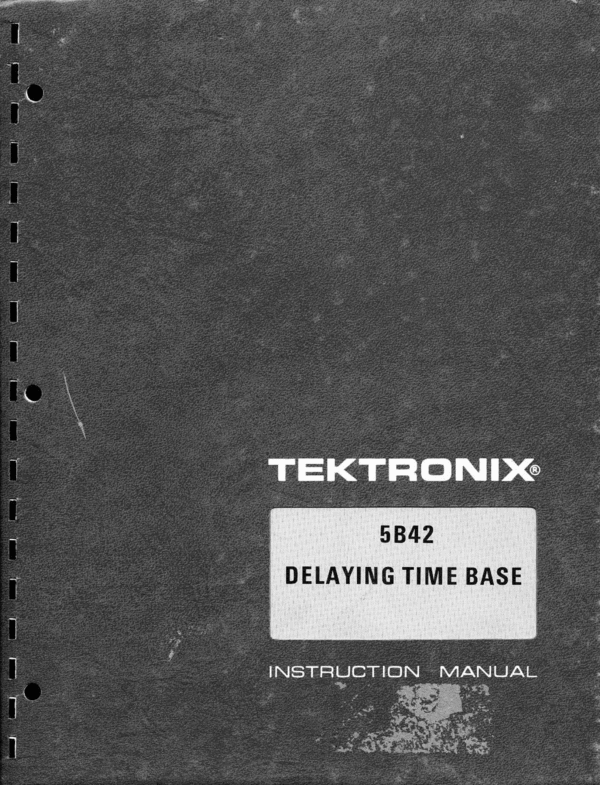 TEKTRONIX®
5B42
DELAYING TIME BASE
INSTRUCTION MANUAL